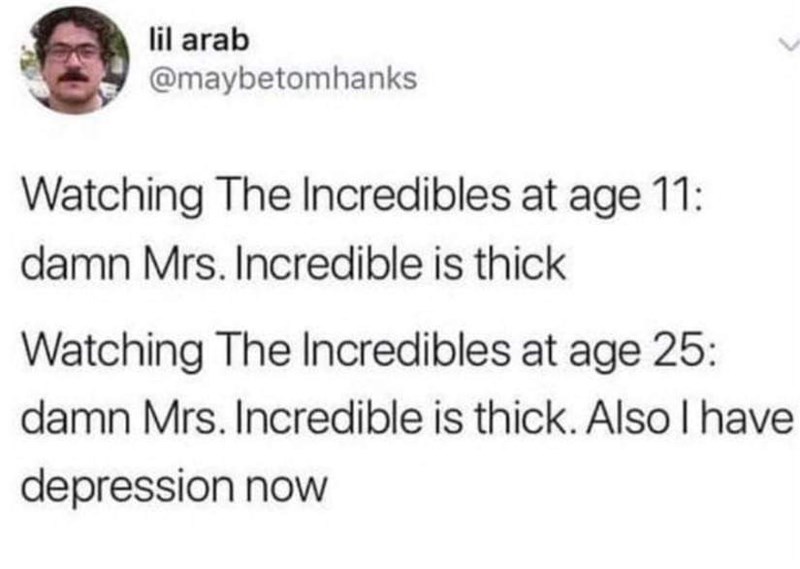 lil arab
@maybetomhanks
Watching The Incredibles at age 11:
damn Mrs. Incredible is thick
Watching The Incredibles at age 25:
damn Mrs. Incredible is thick. Also I have
depression now